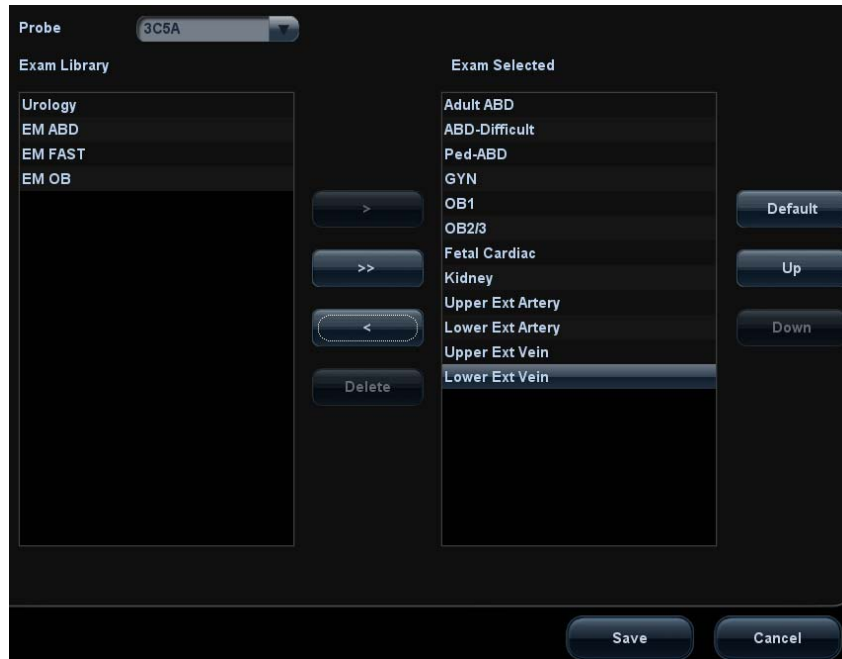 Probe 3C5A
Exam Library
Exam Selected
Urology
EM ABD
EM FAST
EM OB
>
>>
<
Delete
Adult ABD
ABD-Difficult
Ped-ABD
GYN
OB1
OB2/3
Fetal Cardiac
Kidney
Upper Ext Artery
Lower Ext Artery
Upper Ext Vein
Lower Ext Vein
Default
Up
Down
Save
Cancel